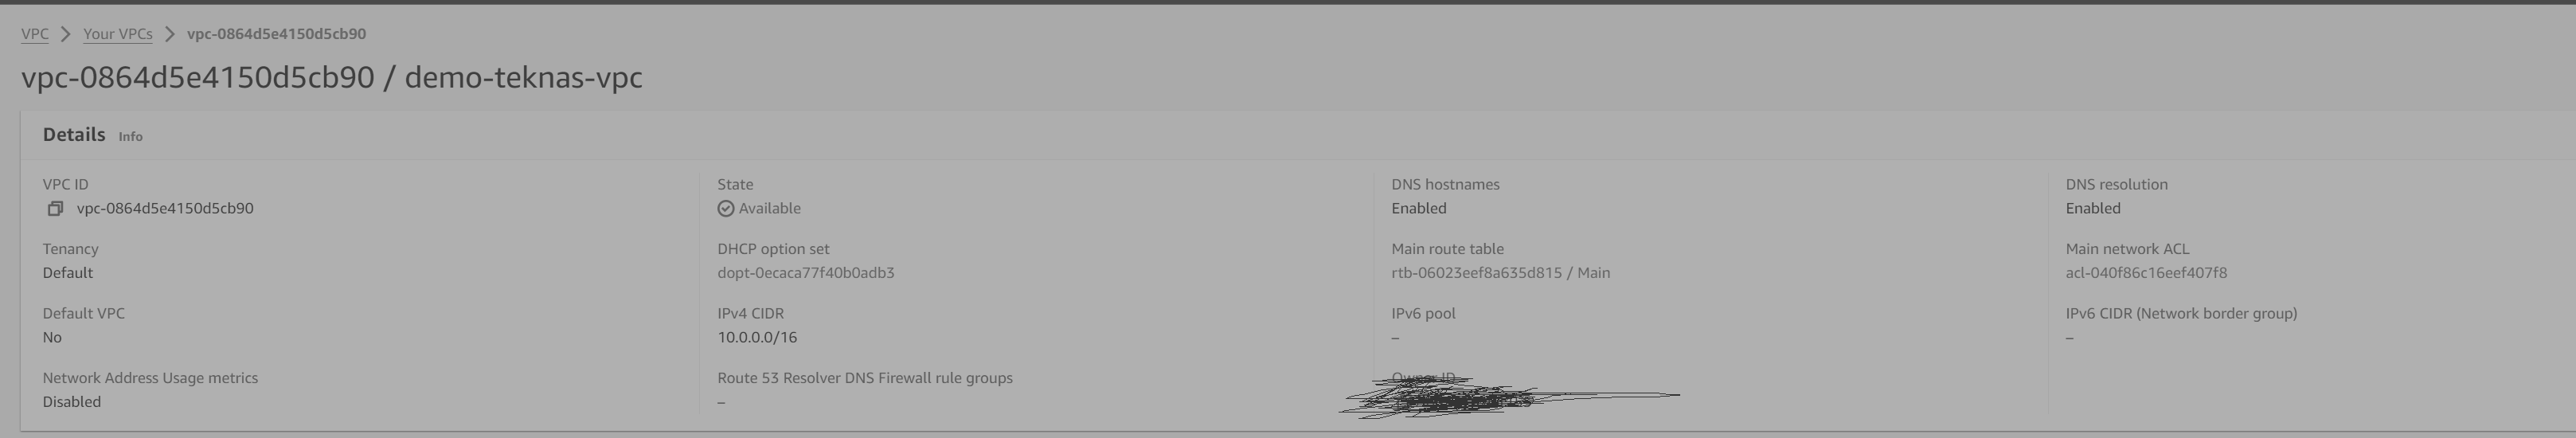 VPC > Your VPCs > vpc-0864d5e4150d5cb90
vpc-0864d5e4150d5cb90 / demo-teknas-vpc
Details Info
VPC ID
vpc-0864d5e4150d5cb90
Tenancy
Default
Default VPC
No
Network Address Usage metrics
Disabled
State
Available
DHCP option set
dopt-0ecaca77f40b0adb3
IPv4 CIDR
10.0.0.0/16
Route 53 Resolver DNS Firewall rule groups
–
DNS hostnames
Enabled
Main route table
rtb-06023eef8a635d815 / Main
IPv6 pool
–
Owner ID
DNS resolution
Enabled
Main network ACL
acl-040f86c16eef407f8
IPv6 CIDR (Network border group)
–